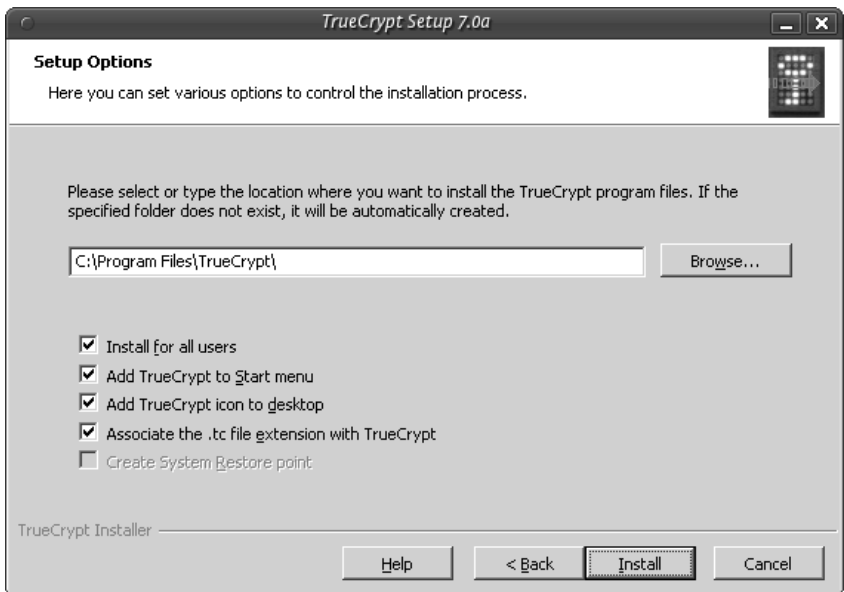 TrueCrypt Setup 7.0a
Setup Options
Here you can set various options to control the installation process.
Please select or type the location where you want to install the TrueCrypt program files. If the
specified folder does not exist, it will be automatically created.
C:\Program Files\TrueCrypt\
Browse...
Install for all users
Add TrueCrypt to Start menu
Add TrueCrypt icon to desktop
Associate the .tc file extension with TrueCrypt
Create System Restore point
TrueCrypt Installer
Help
< Back
Install
Cancel